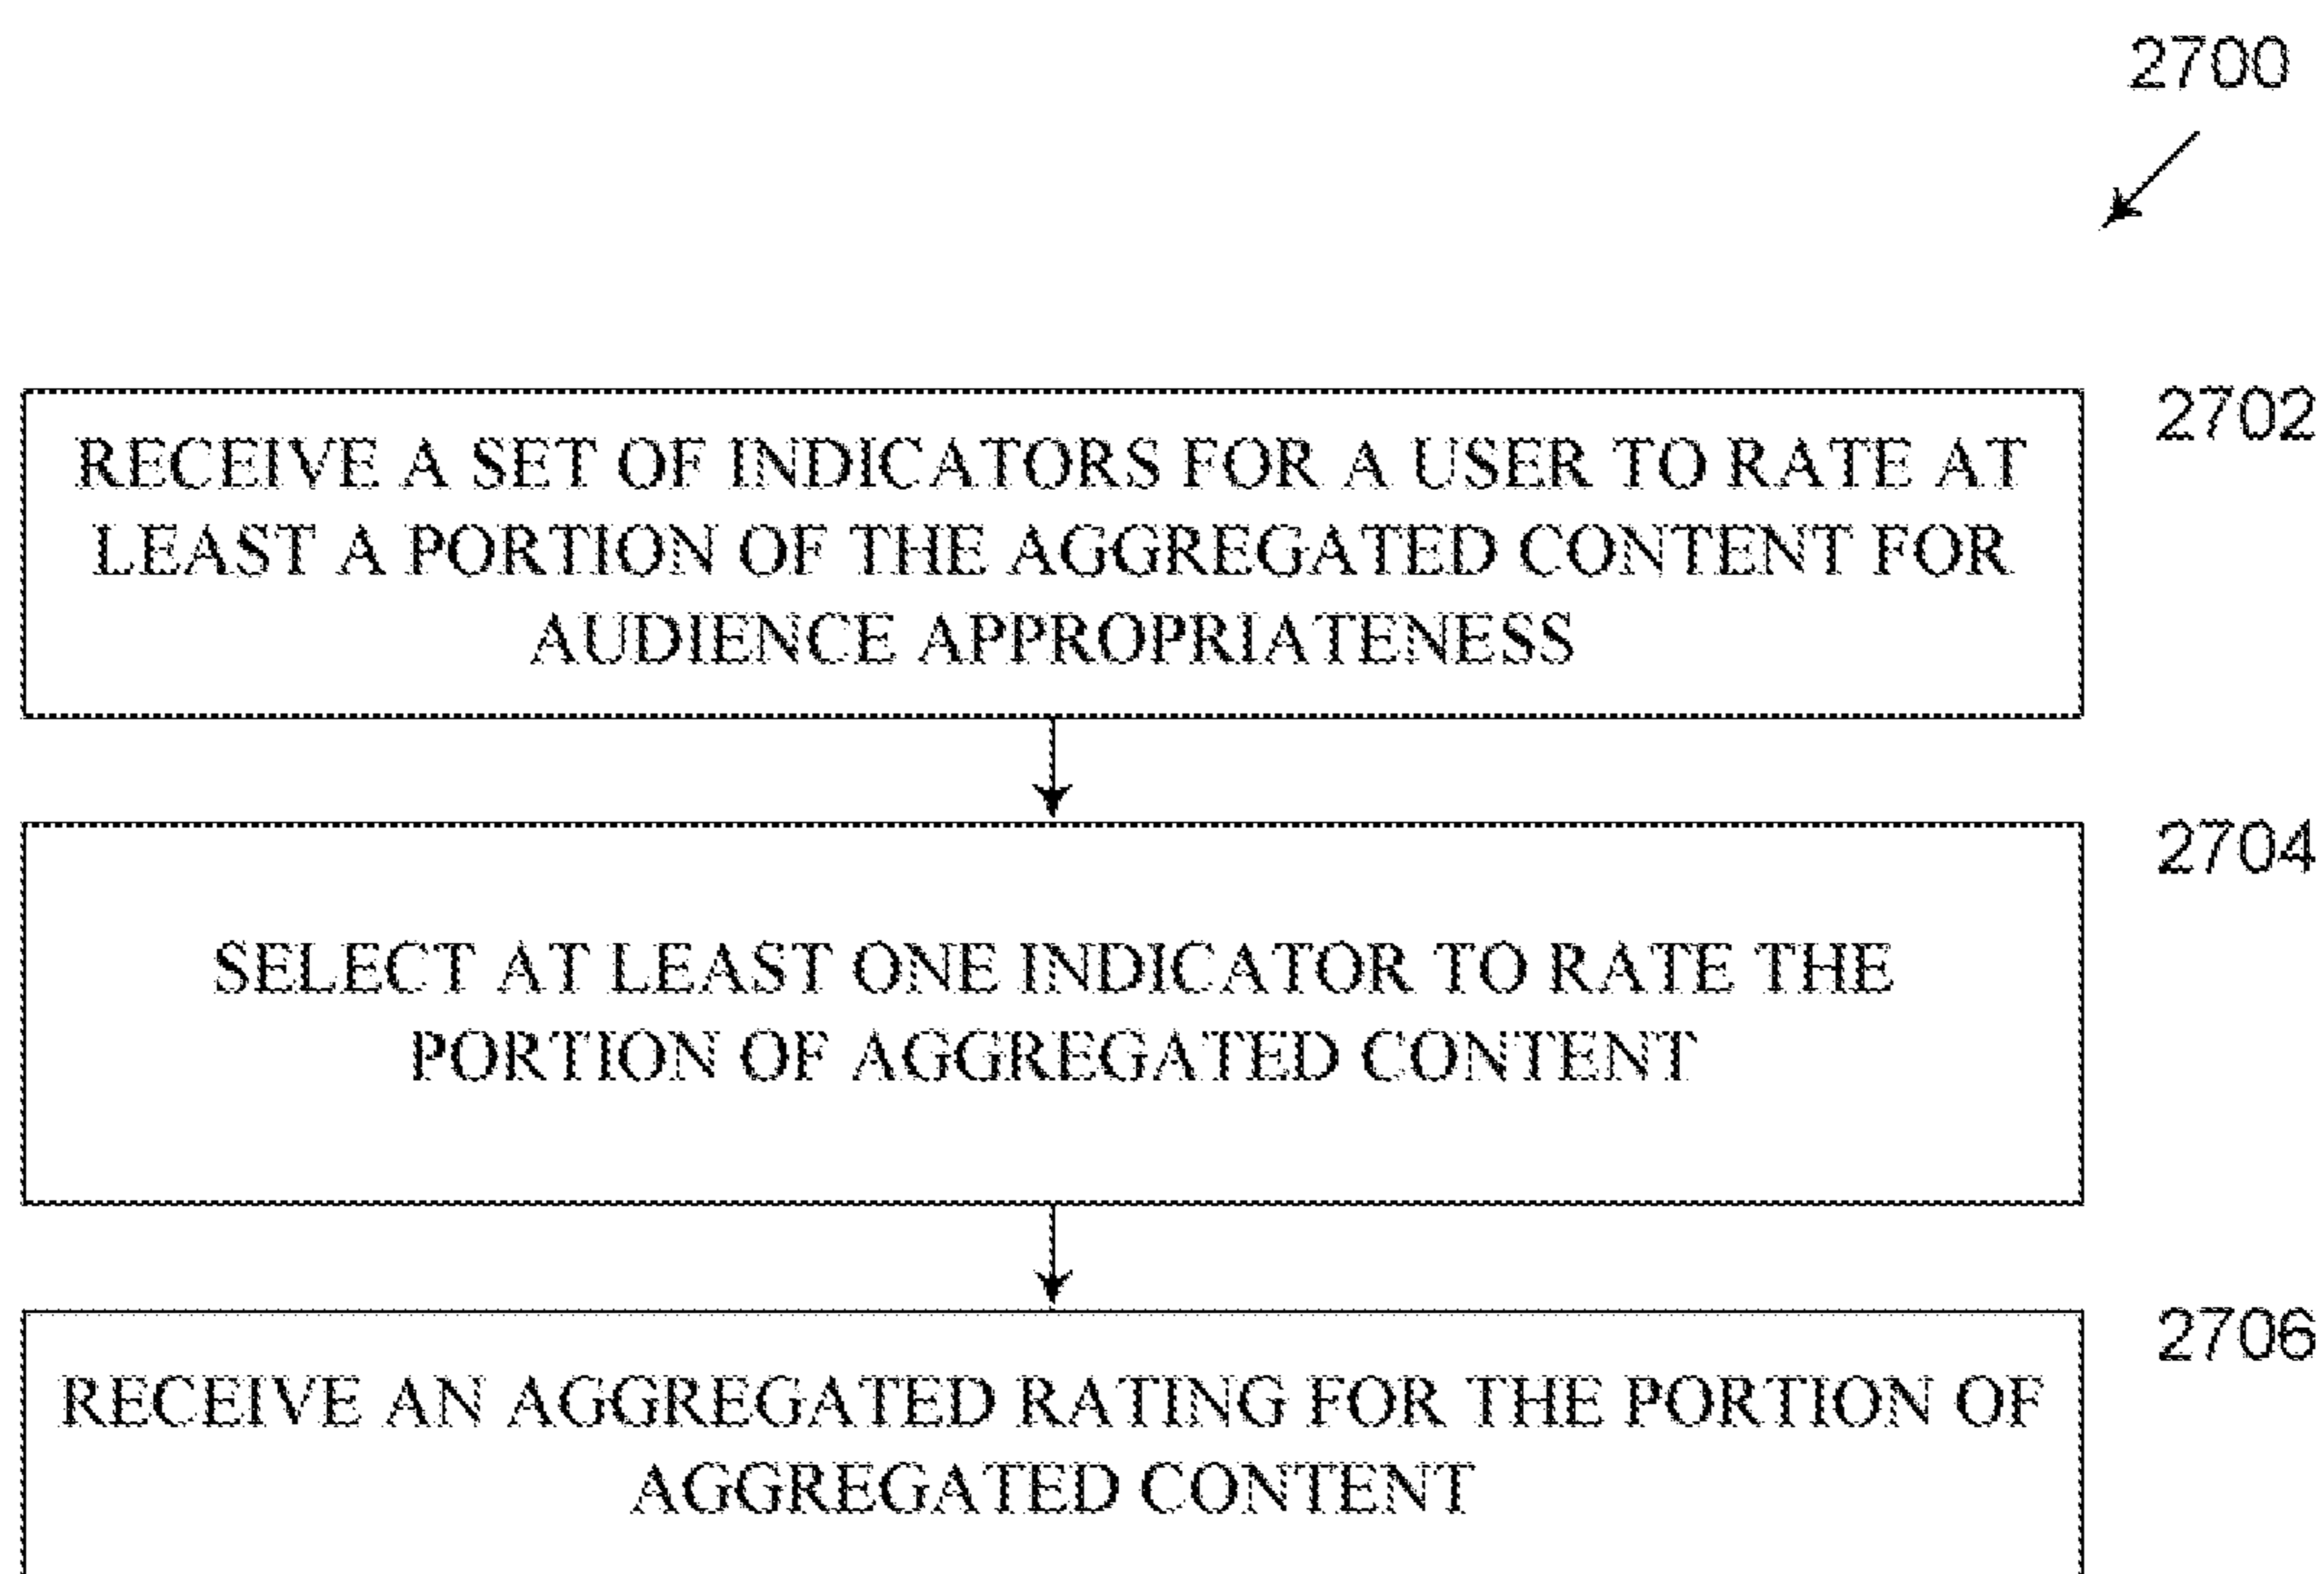 2700
2702
RECEIVE A SET OF INDICATORS FOR A USER TO RATE AT
LEAST A PORTION OF THE AGGREGATED CONTENT FOR
AUDIENCE APPROPRIATENESS
2704
SELECT AT LEAST ONE INDICATOR TO RATE THE
PORTION OF AGGREGATED CONTENT
2706
RECEIVE AN AGGREGATED RATING FOR THE PORTION OF
AGGREGATED CONTENT